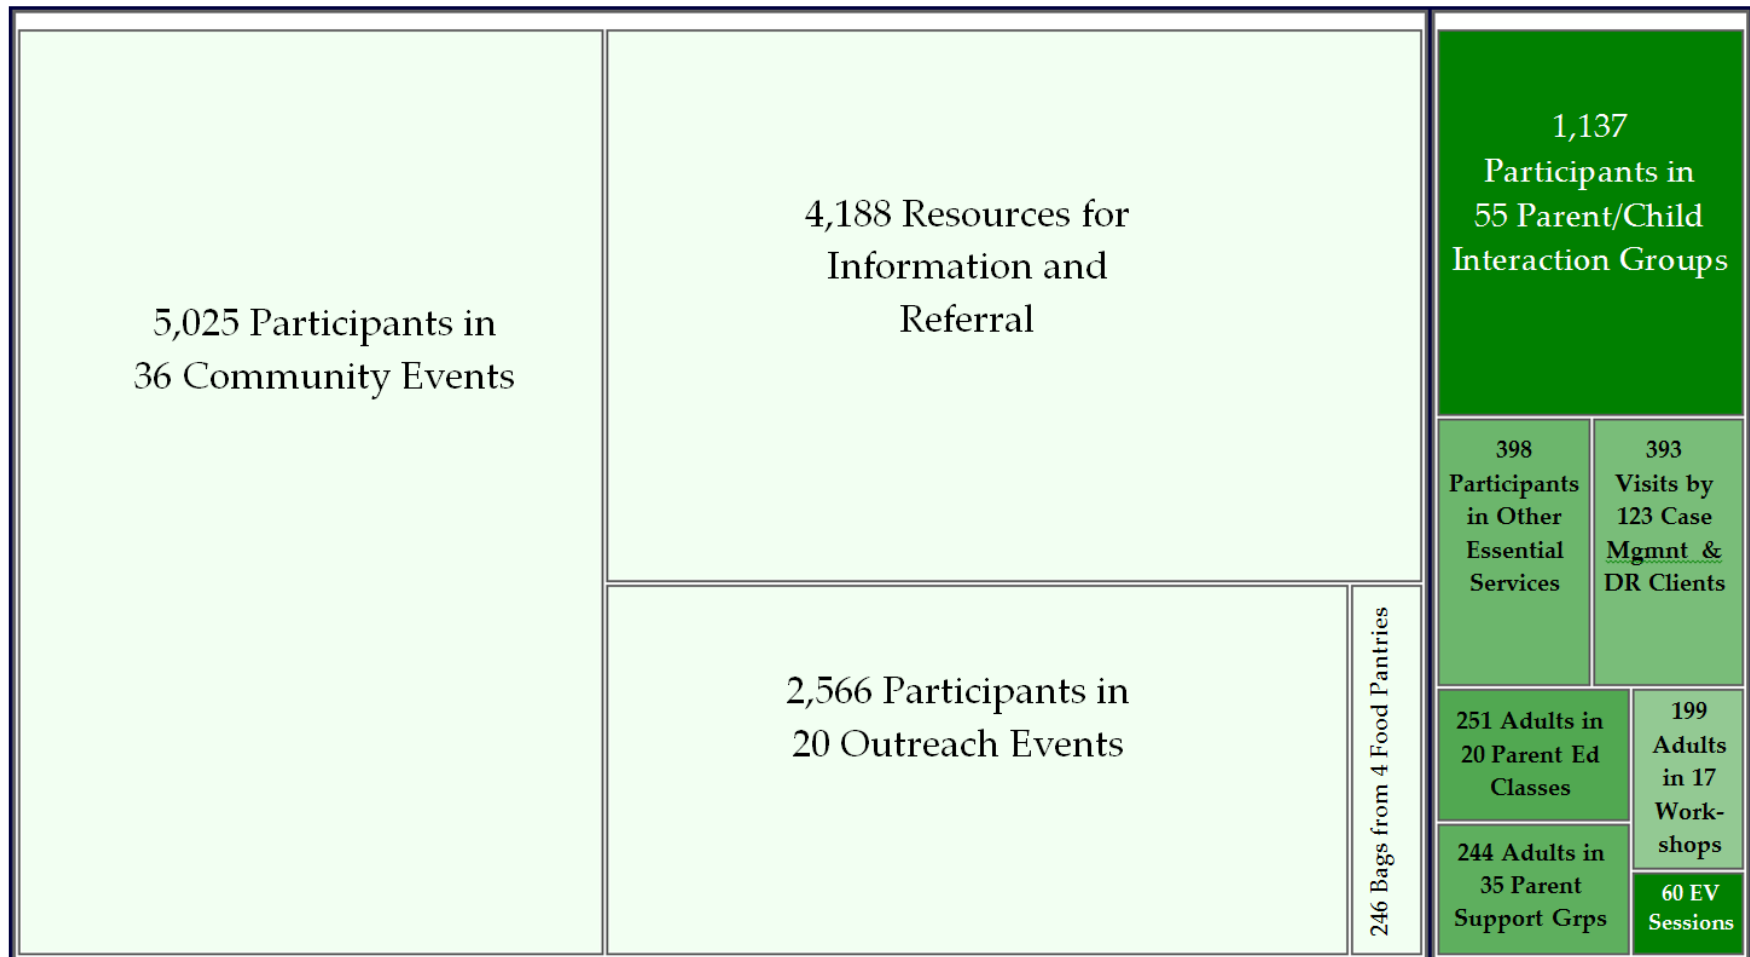 5,025 Participants in
36 Community Events
4,188 Resources for
Information and
Referral
2,566 Participants in
20 Outreach Events
246 Bags from 4 Food Pantries
1,137
Participants in
55 Parent/Child
Interaction Groups
398
Participants
in Other
Essential
Services
393
Visits by
123 Case
Mgmnt & 
DR Clients
251 Adults in
20 Parent Ed
Classes
199
Adults
in 17
Work-
shops
244 Adults in
35 Parent
Support Grps
60 EV
Sessions